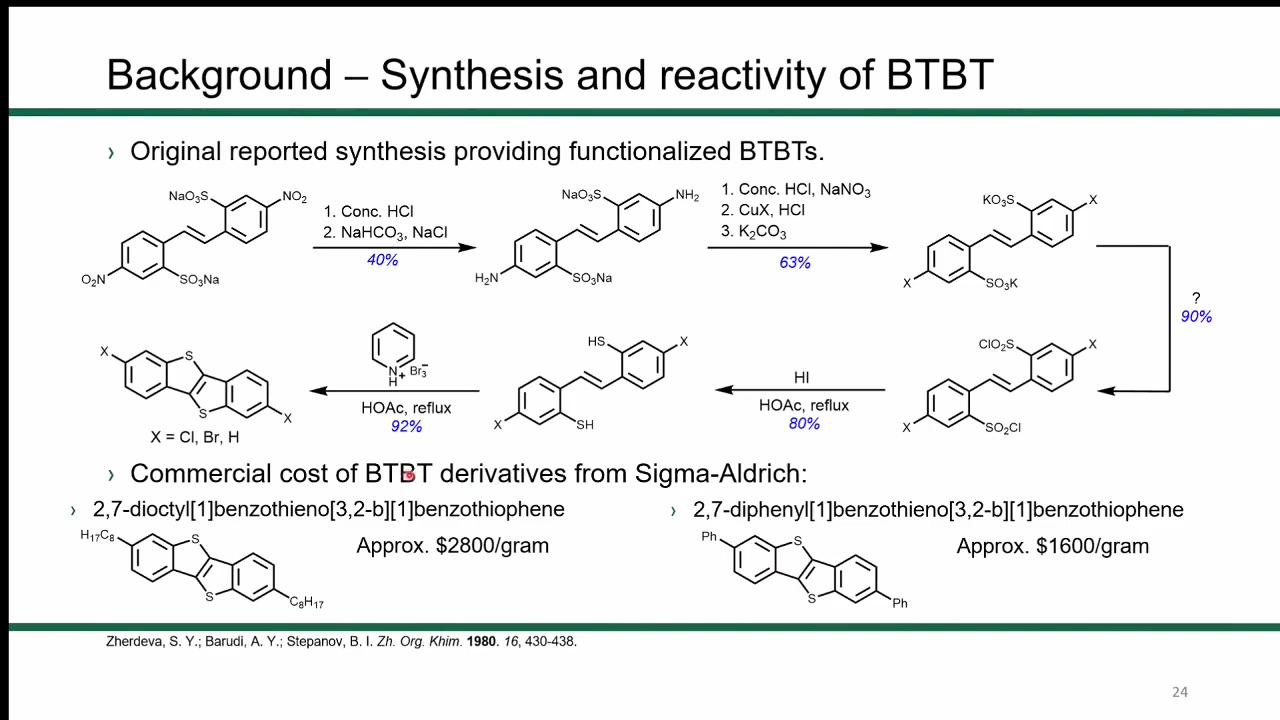 Background – Synthesis and reactivity of BTBT
› Original reported synthesis providing functionalized BTBTs.
NaO₃S
NO₂
O₂N
SO₃Na
1. Conc. HCl
2. NaHCO₃, NaCl
40%
NaO₃S
NH₂
H₂N
SO₃Na
1. Conc. HCl, NaNO₃
2. CuX, HCl
3. K₂CO₃
63%
KO₃S
X
X
SO₃K
?
90%
ClO₂S
X
X
SO₂Cl
HI
HOAc, reflux
80%
HS
X
X
SH
N
H
+
Br₃⁻
HOAc, reflux
92%
X
S
S
X
X = Cl, Br, H
› Commercial cost of BTBT derivatives from Sigma-Aldrich:
› 2,7-dioctyl[1]benzothieno[3,2-b][1]benzothiophene
H₁₇C₈
S
S
C₈H₁₇
Approx. $2800/gram
› 2,7-diphenyl[1]benzothieno[3,2-b][1]benzothiophene
Ph
S
S
Ph
Approx. $1600/gram
Zherdeva, S. Y.; Barudi, A. Y.; Stepanov, B. I. Zh. Org. Khim. 1980. 16, 430-438.
24